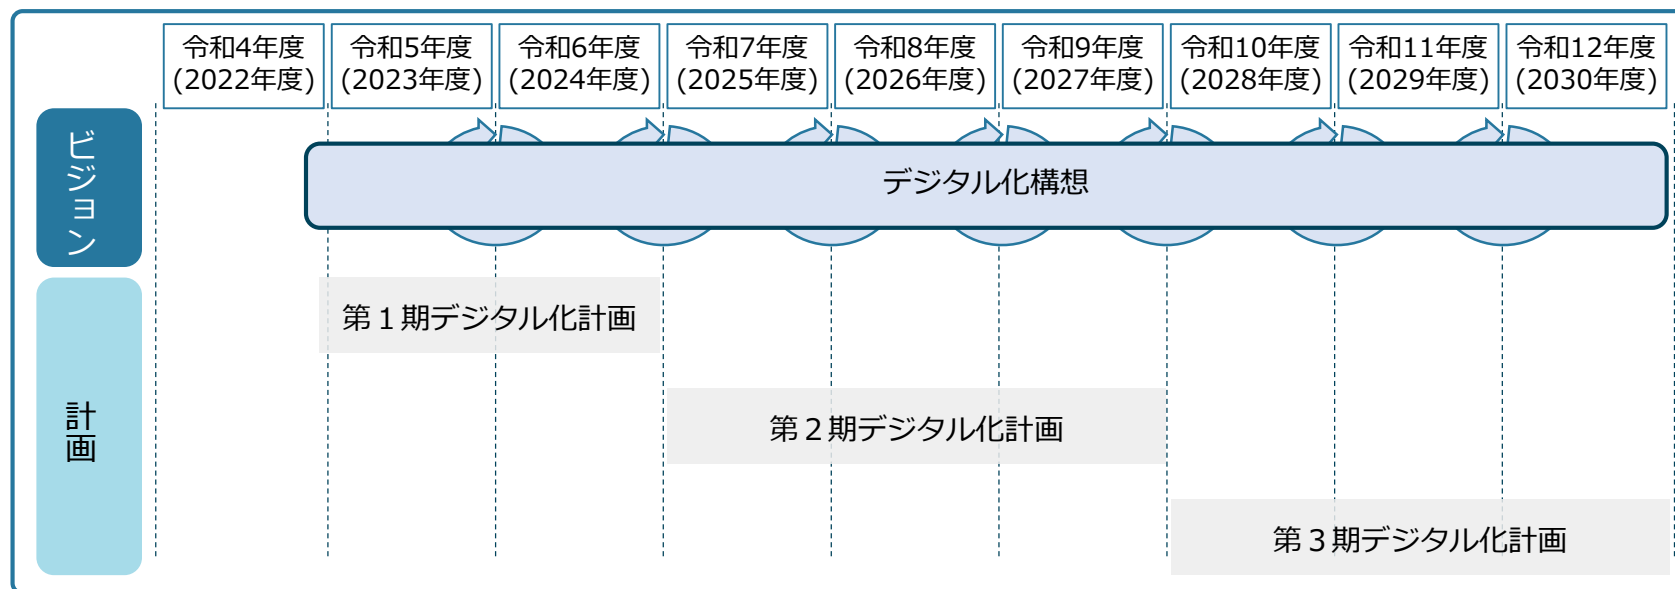 令和4年度
(2022年度)
令和5年度
(2023年度)
令和6年度
(2024年度)
令和7年度
(2025年度)
令和8年度
(2026年度)
令和9年度
(2027年度)
令和10年度
(2028年度)
令和11年度
(2029年度)
令和12年度
(2030年度)
ビジョン
デジタル化構想
計画
第１期デジタル化計画
第２期デジタル化計画
第３期デジタル化計画